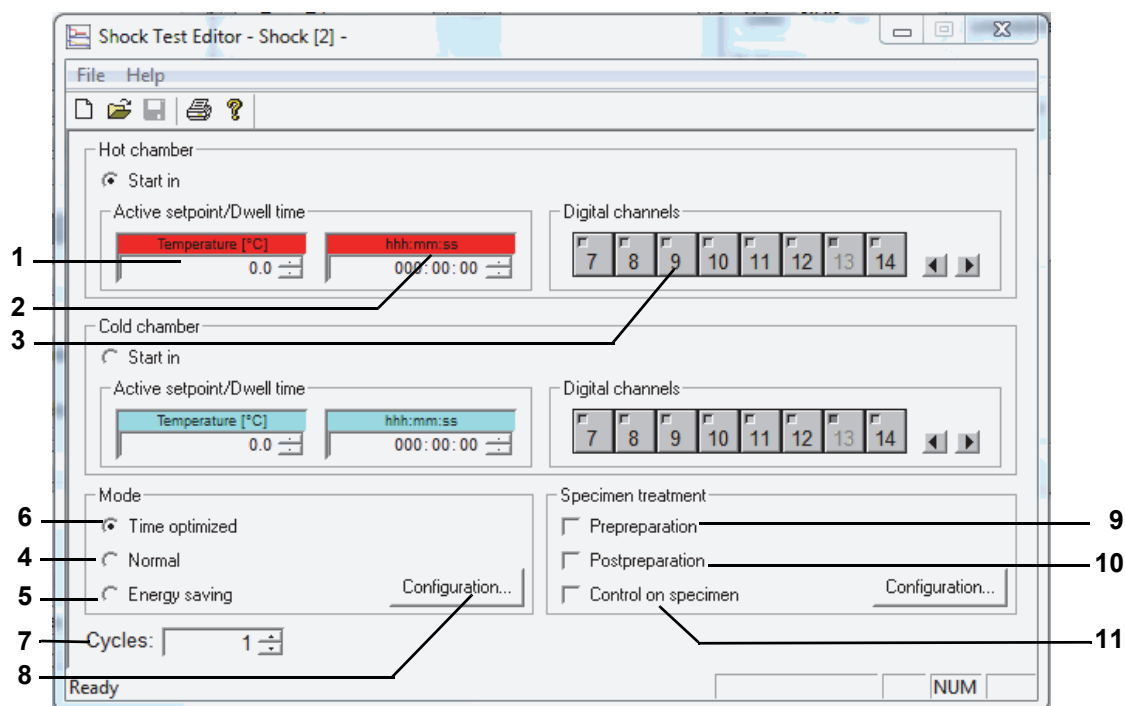 Shock Test Editor - Shock [2] -
File Help
Hot chamber
Start in
Active setpoint/Dwell time
Digital channels
Temperature [°C]
hhh:mm:ss
1
0.0
000:00:00
7 8 9 10 11 12 13 14
2
3
Cold chamber
Start in
Active setpoint/Dwell time
Digital channels
Temperature [°C]
hhh:mm:ss
0.0
000:00:00
7 8 9 10 11 12 13 14
Mode
Specimen treatment
6 Time optimized
Prepreparation 9
4 Normal
Postpreparation 10
5 Energy saving
Configuration...
Control on specimen
Configuration...
7 Cycles: 1
11
8
Ready
NUM